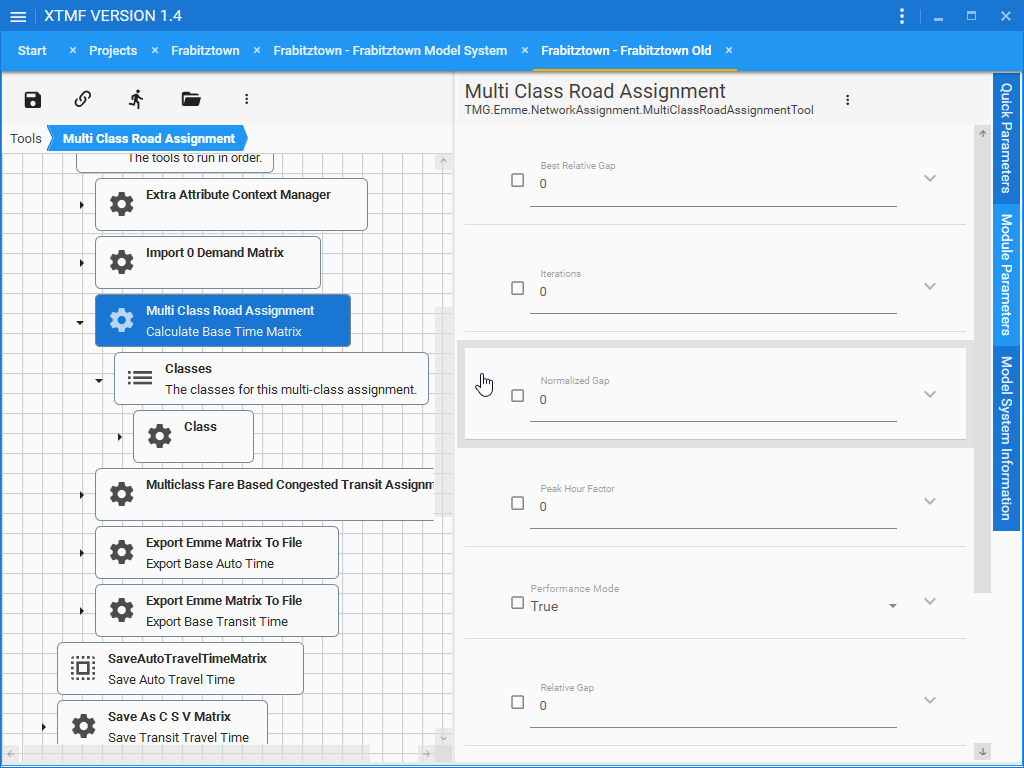 XTMF VERSION 1.4
Start
Projects
Frabitztown
Frabitztown - Frabitztown Model System
Frabitztown - Frabitztown Old
Tools
Multi Class Road Assignment
The tools to run in order.
Extra Attribute Context Manager
Import 0 Demand Matrix
Multi Class Road Assignment
Calculate Base Time Matrix
Classes
The classes for this multi-class assignment.
Class
Multiclass Fare Based Congested Transit Assignm
Export Emme Matrix To File
Export Base Auto Time
Export Emme Matrix To File
Export Base Transit Time
SaveAutoTravelTimeMatrix
Save Auto Travel Time
Save As C S V Matrix
Save Transit Travel Time
Multi Class Road Assignment
TMG.Emme.NetworkAssignment.MultiClassRoadAssignmentTool
Best Relative Gap
0
Iterations
0
Normalized Gap
0
Peak Hour Factor
0
Performance Mode
True
Relative Gap
0
Quick Parameters
Module Parameters
Model System Information